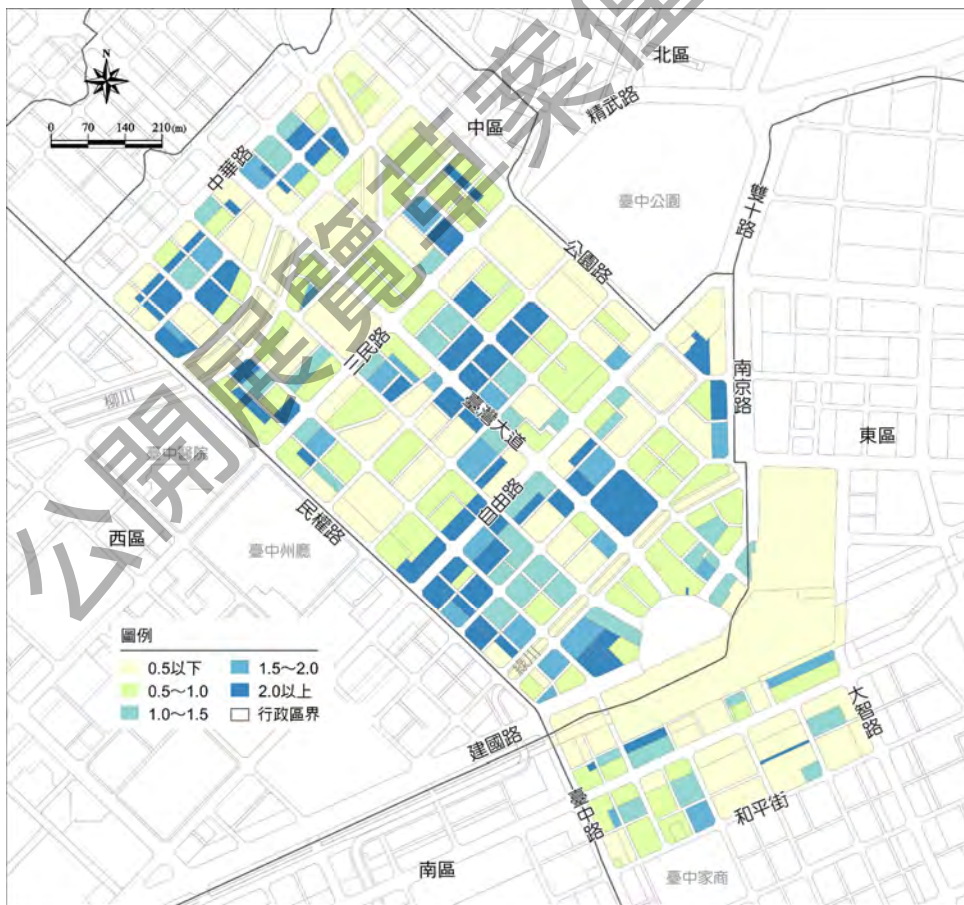 公開展覽草案僅
N
0 70 140 210(m)
北區
精武路
中區
中華路
臺中公園
雙十路
公園路
三民路
南京路
柳川
臺灣大道
東區
臺中醫院
自由路
民權路
西區
臺中州廳
圖例
0.5以下
1.5～2.0
0.5～1.0
2.0以上
1.0～1.5
行政區界
綠川
大智路
建國路
臺中路
和平街
南區
臺中家商